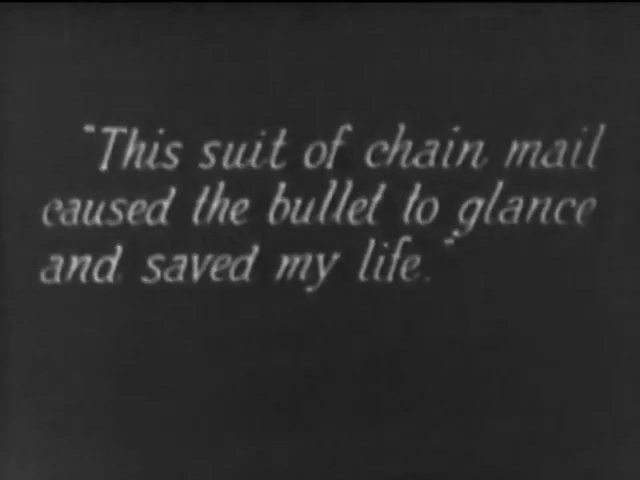 "This suit of chain mail
caused the bullet to glance
and saved my life."